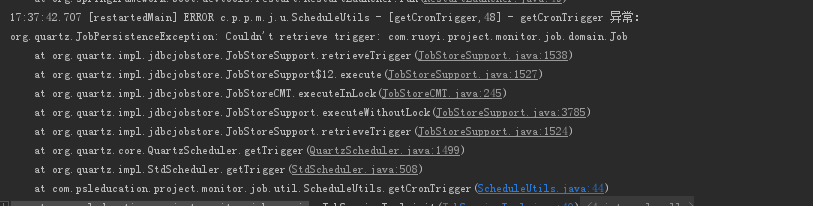 17:37:42.707 [restartedMain] ERROR c.p.p.m.j.u.ScheduleUtils - [getCronTrigger,48] - getCronTrigger 异常:
org.quartz.JobPersistenceException: Couldn't retrieve trigger: com.ruoyi.project.monitor.job.domain.Job
at org.quartz.impl.jdbcjobstore.JobStoreSupport.retrieveTrigger(JobStoreSupport.java:1538)
at org.quartz.impl.jdbcjobstore.JobStoreSupport$12.execute(JobStoreSupport.java:1527)
at org.quartz.impl.jdbcjobstore.JobStoreCMT.executeInLock(JobStoreCMT.java:245)
at org.quartz.impl.jdbcjobstore.JobStoreSupport.executeWithoutLock(JobStoreSupport.java:3785)
at org.quartz.impl.jdbcjobstore.JobStoreSupport.retrieveTrigger(JobStoreSupport.java:1524)
at org.quartz.core.QuartzScheduler.getTrigger(QuartzScheduler.java:1499)
at org.quartz.impl.StdScheduler.getTrigger(StdScheduler.java:508)
at com.psleducation.project.monitor.job.util.ScheduleUtils.getCronTrigger(ScheduleUtils.java:44)